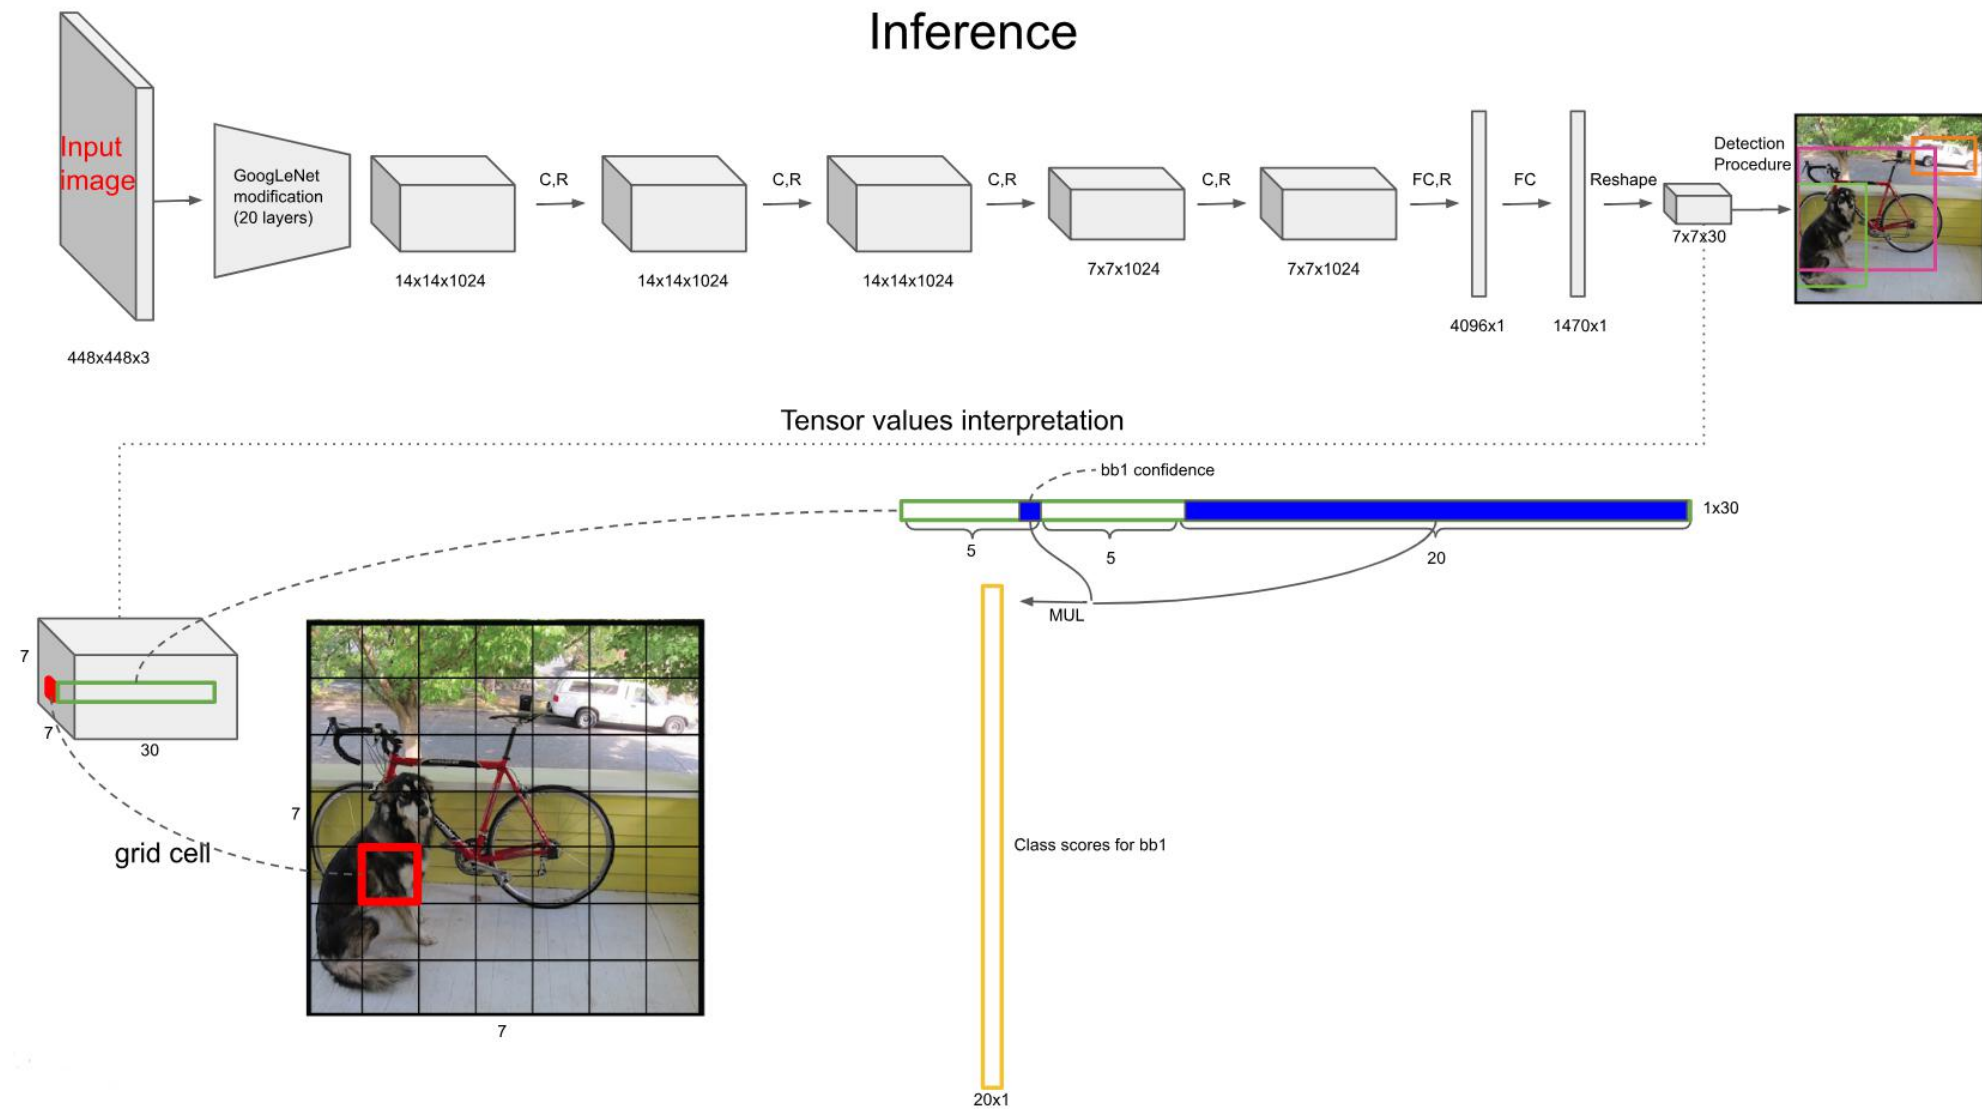 Inference
Input
image
448x448x3
GoogLeNet
modification
(20 layers)
14x14x1024
C,R
14x14x1024
C,R
14x14x1024
C,R
7x7x1024
C,R
7x7x1024
FC,R
4096x1
FC
1470x1
Reshape
7x7x30
Detection
Procedure
Tensor values interpretation
bb1 confidence
1x30
5
5
20
MUL
7
7
30
grid cell
7
7
Class scores for bb1
20x1